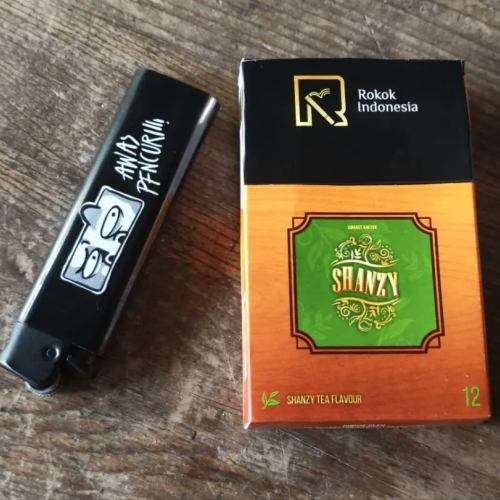 AWAS
PENCURI!!!
Rokok
Indonesia
SHANZY
SHANZY TEA FLAVOUR
12